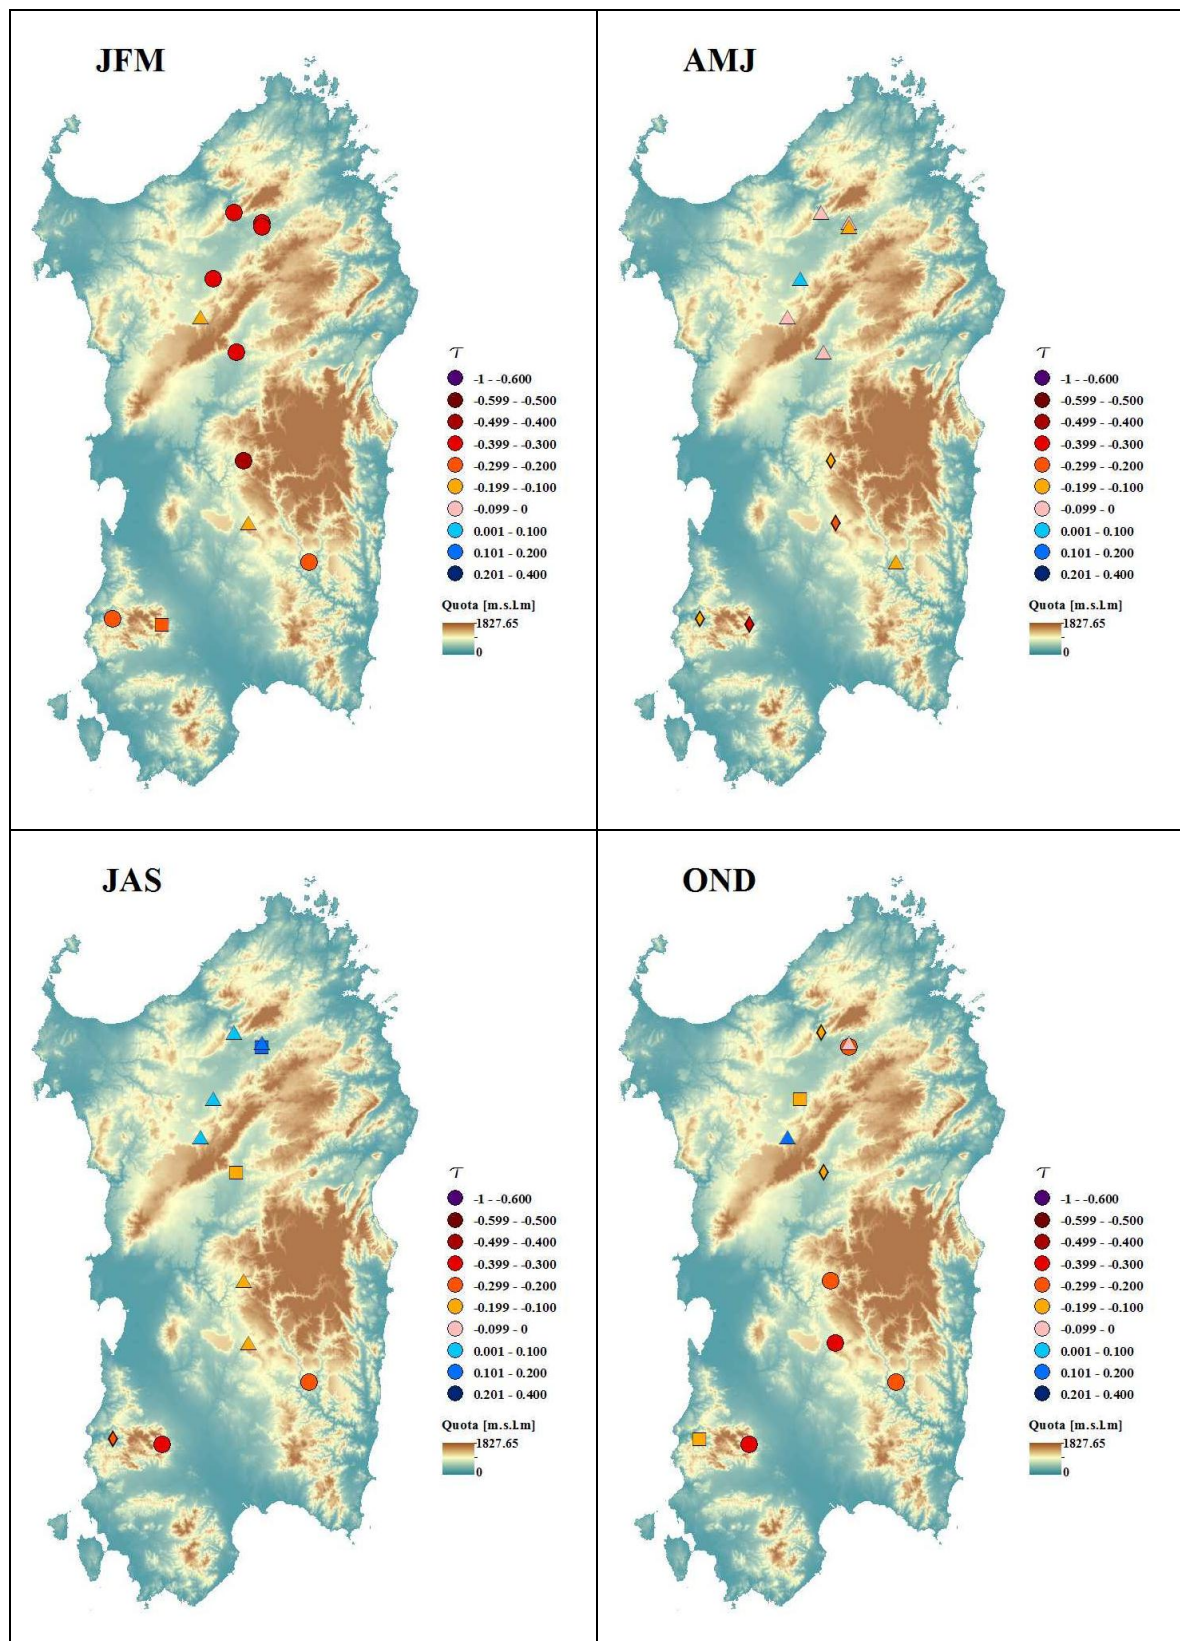 JFM
𝒯
-1 - -0.600
-0.599 - -0.500
-0.499 - -0.400
-0.399 - -0.300
-0.299 - -0.200
-0.199 - -0.100
-0.099 - 0
0.001 - 0.100
0.101 - 0.200
0.201 - 0.400
Quota [m.s.l.m]
1827.65
0
AMJ
𝒯
-1 - -0.600
-0.599 - -0.500
-0.499 - -0.400
-0.399 - -0.300
-0.299 - -0.200
-0.199 - -0.100
-0.099 - 0
0.001 - 0.100
0.101 - 0.200
0.201 - 0.400
Quota [m.s.l.m]
1827.65
0
JAS
𝒯
-1 - -0.600
-0.599 - -0.500
-0.499 - -0.400
-0.399 - -0.300
-0.299 - -0.200
-0.199 - -0.100
-0.099 - 0
0.001 - 0.100
0.101 - 0.200
0.201 - 0.400
Quota [m.s.l.m]
1827.65
0
OND
𝒯
-1 - -0.600
-0.599 - -0.500
-0.499 - -0.400
-0.399 - -0.300
-0.299 - -0.200
-0.199 - -0.100
-0.099 - 0
0.001 - 0.100
0.101 - 0.200
0.201 - 0.400
Quota [m.s.l.m]
1827.65
0